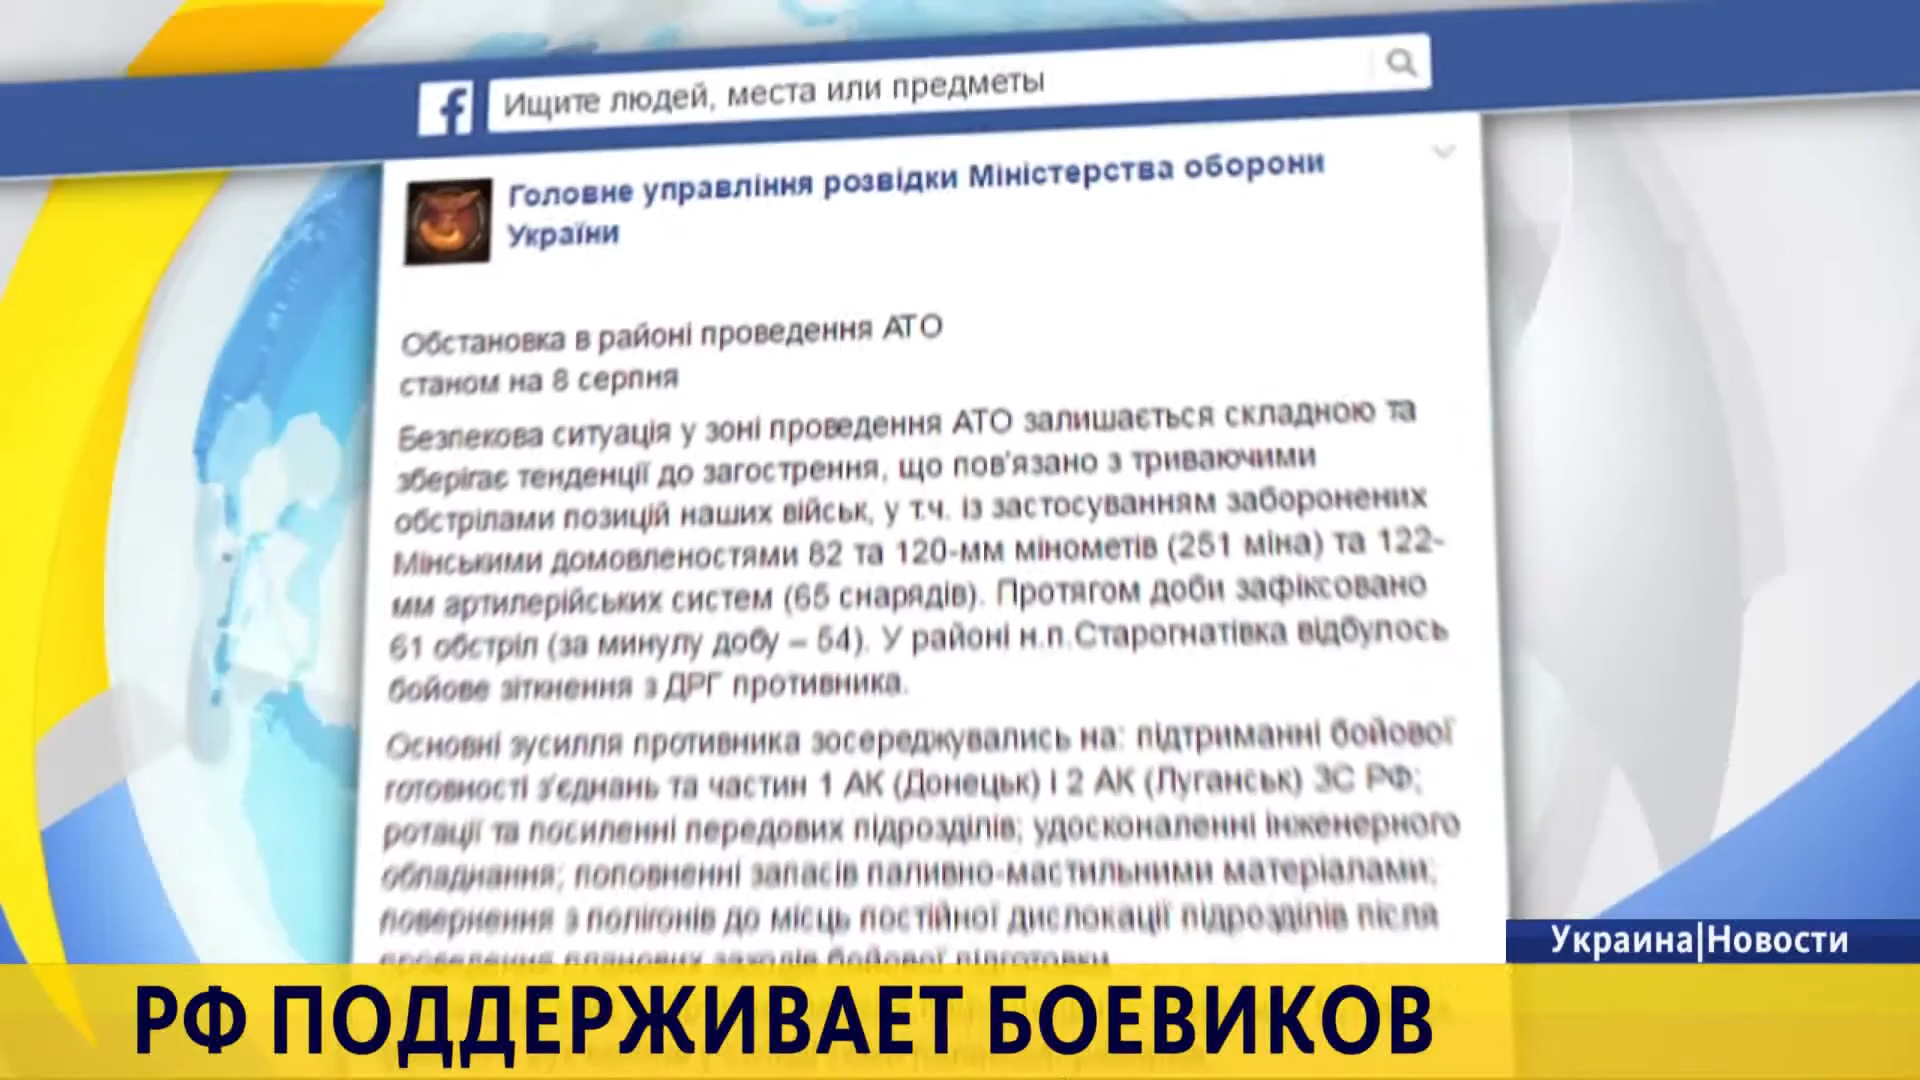 Ищите людей, места или предметы
Головне управління розвідки Міністерства оборони
України
Обстановка в районі проведення АТО
станом на 8 серпня
Безпекова ситуація у зоні проведення АТО залишається складною та
зберігає тенденції до загострення, що пов'язано з триваючими
обстрілами позицій наших військ, у т.ч. із застосуванням заборонених
Мінськими домовленостями 82 та 120-мм мінометів (251 міна) та 122-
мм артилерійських систем (65 снарядів). Протягом доби зафіксовано
61 обстріл (за минулу добу – 54). У районі н.п.Старогнатівка відбулось
бойове зіткнення з ДРГ противника.
Основні зусилля противника зосереджувались на: підтриманні бойової
готовності з'єднань та частин 1 АК (Донецьк) і 2 АК (Луганськ) ЗС РФ;
ротації та посиленні передових підрозділів; удосконаленні інженерного
обладнання; поповненні запасів паливно-мастильними матеріалами;
повернення з полігонів до місць постійної дислокації підрозділів після
проведення планових заходів бойової підготовки.
Украина|Новости
РФ ПОДДЕРЖИВАЕТ БОЕВИКОВ